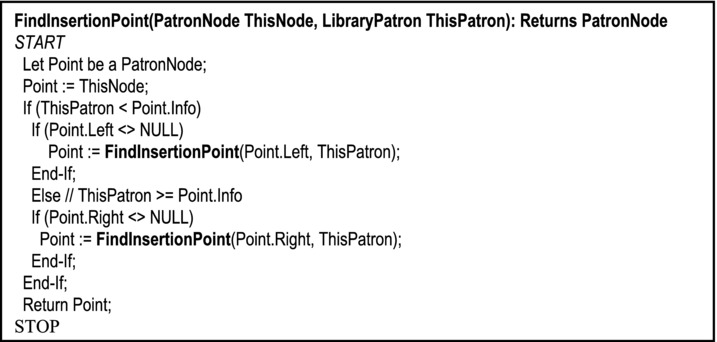 FindInsertionPoint(PatronNode ThisNode, LibraryPatron ThisPatron): Returns PatronNode
START
Let Point be a PatronNode;
Point := ThisNode;
If (ThisPatron < Point.Info)
If (Point.Left <> NULL)
Point := FindInsertionPoint(Point.Left, ThisPatron);
End-If;
Else // ThisPatron >= Point.Info
If (Point.Right <> NULL)
Point := FindInsertionPoint(Point.Right, ThisPatron);
End-If;
End-If;
Return Point;
STOP